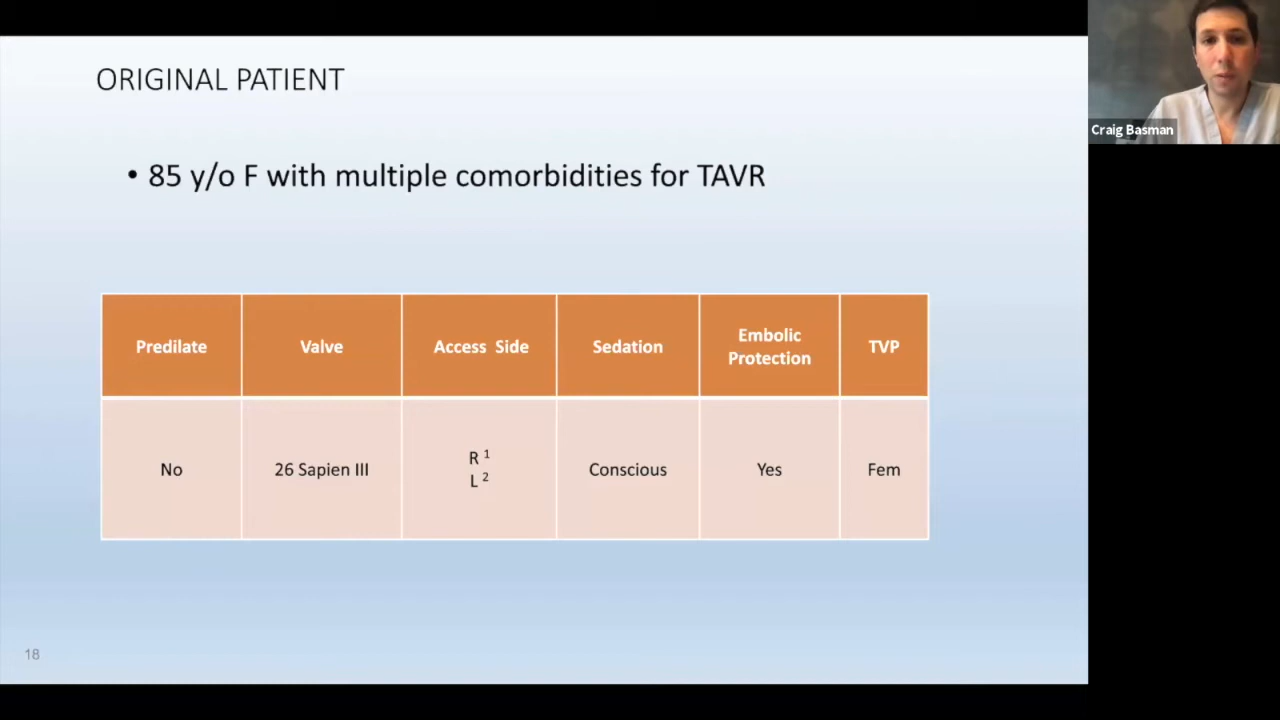 ORIGINAL PATIENT
Craig Basman
• 85 y/o F with multiple comorbidities for TAVR
Predilate
Valve
Access Side
Sedation
Embolic
Protection
TVP
No
26 Sapien III
R 1
L 2
Conscious
Yes
Fem
18